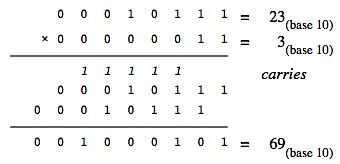 0 0 0 1 0 1 1 1 = 23(base 10)
× 0 0 0 0 0 0 1 1 = 3(base 10)
1 1 1 1 1 carries
0 0 0 1 0 1 1 1
0 0 0 1 0 1 1 1
0 0 1 0 0 0 1 0 1 = 69(base 10)